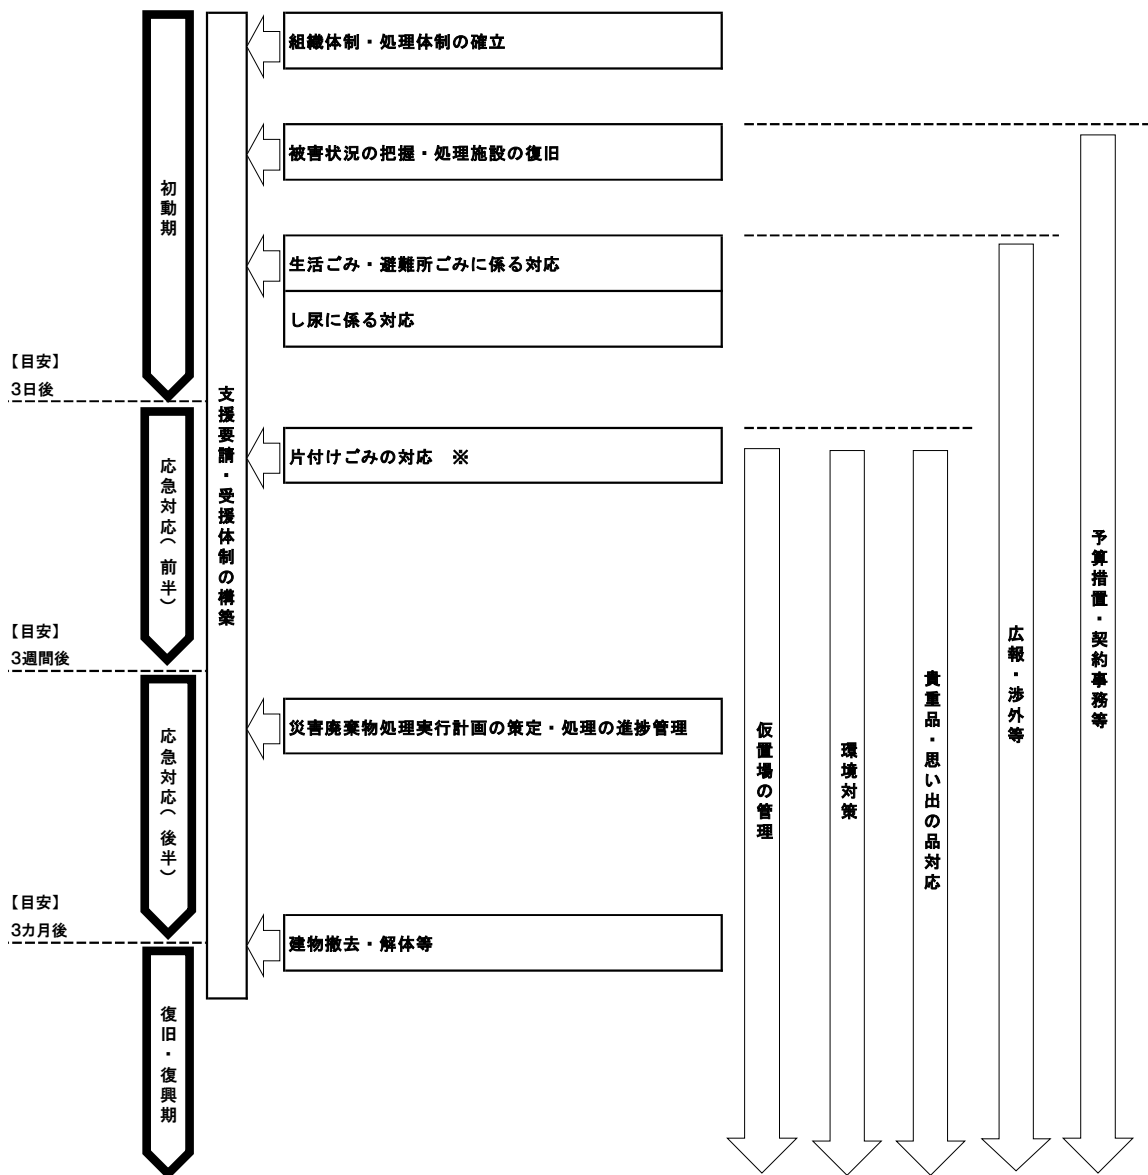 組織体制・処理体制の確立
被害状況の把握・処理施設の復旧
初動期
生活ごみ・避難所ごみに係る対応
し尿に係る対応
【目安】
3日後
支援要請・受援体制の構築
片付けごみの対応　※
応急対応(前半)
予算措置・契約事務等
【目安】
3週間後
広報・渉外等
貴重品・思い出の品対応
災害廃棄物処理実行計画の策定・処理の進捗管理
仮置場の管理
環境対策
応急対応(後半)
【目安】
3カ月後
建物撤去・解体等
復旧・復興期